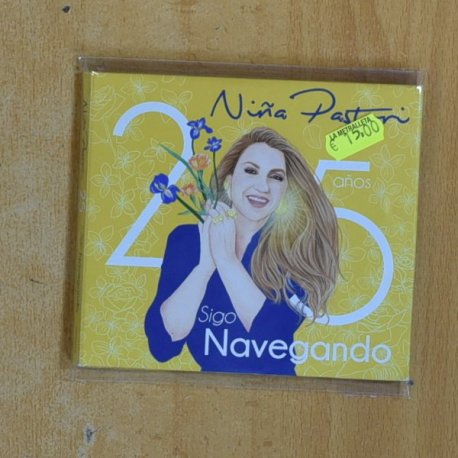 Niña Pastori
LA METRALLETA
€ 15,00
25
años
Sigo
Navegando